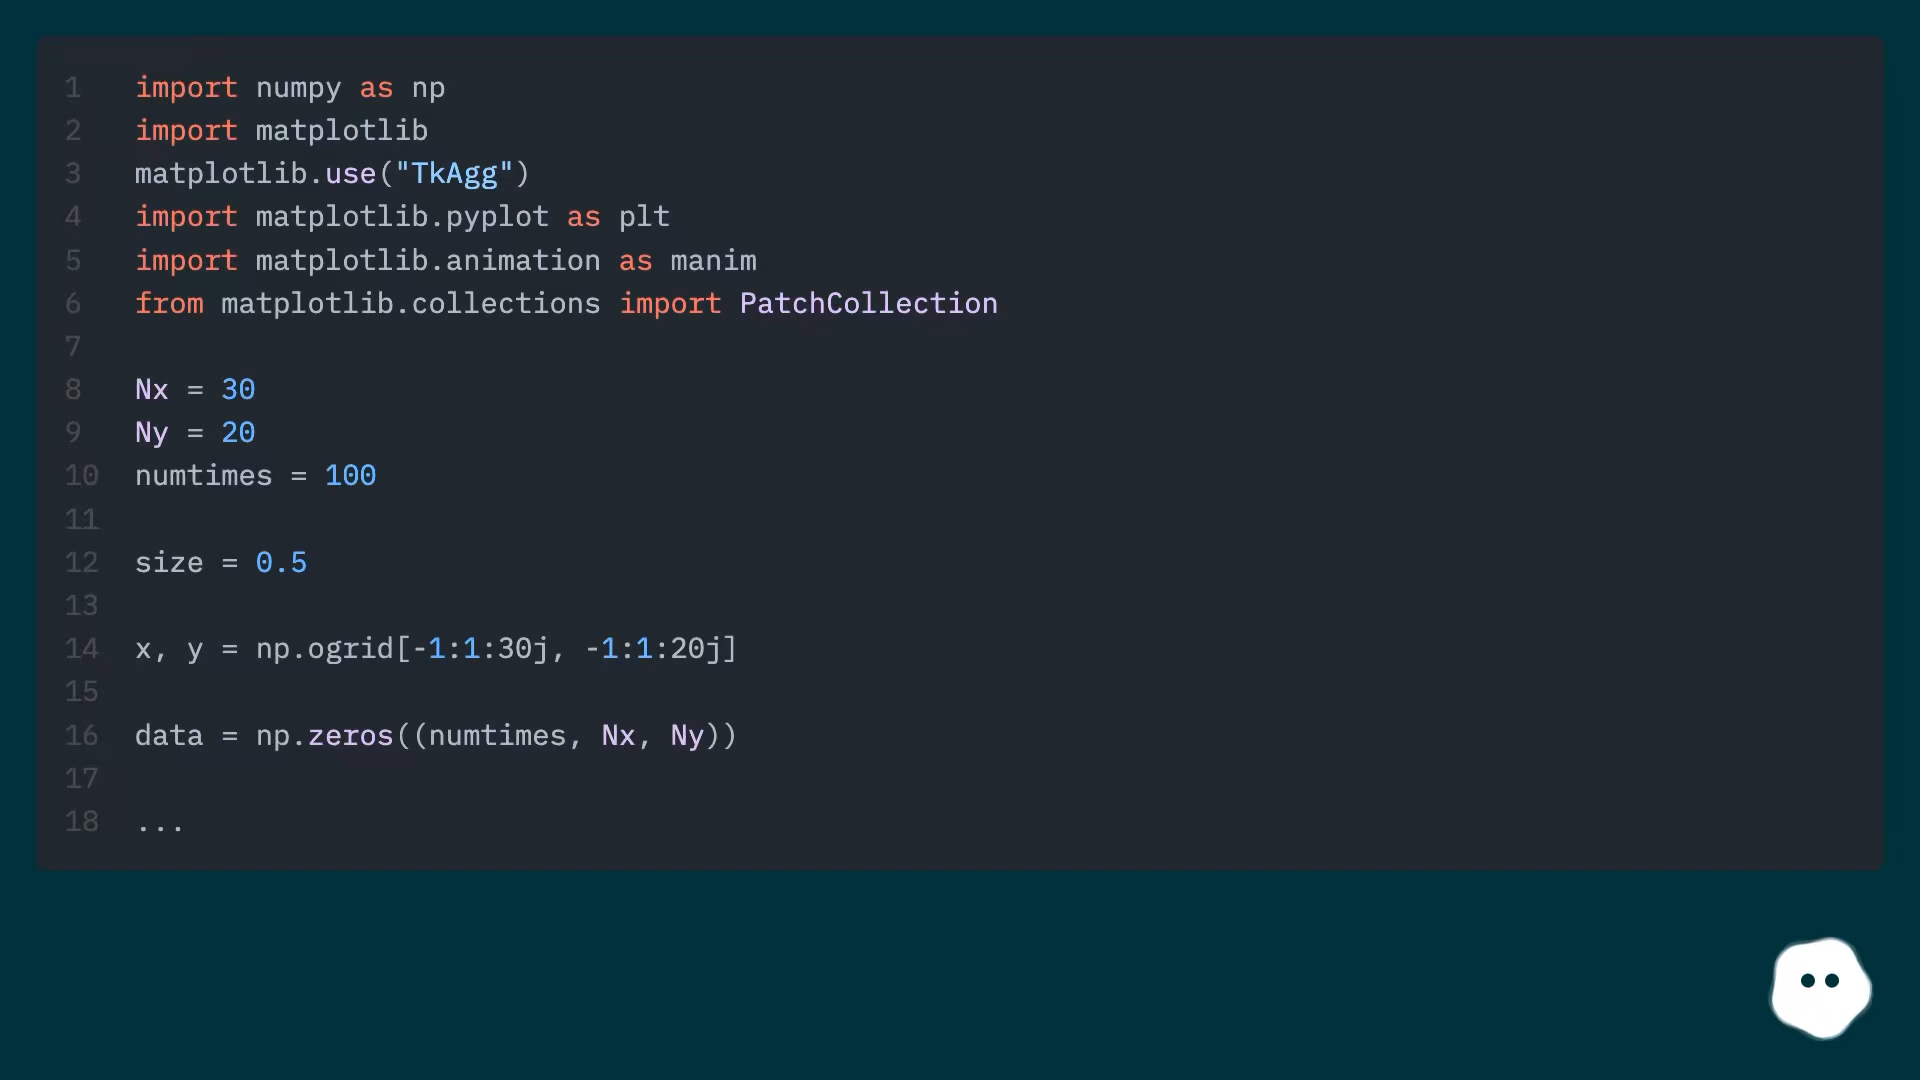 1 import numpy as np
2 import matplotlib
3 matplotlib.use("TkAgg")
4 import matplotlib.pyplot as plt
5 import matplotlib.animation as manim
6 from matplotlib.collections import PatchCollection
7
8 Nx = 30
9 Ny = 20
10 numtimes = 100
11
12 size = 0.5
13
14 x, y = np.ogrid[-1:1:30j, -1:1:20j]
15
16 data = np.zeros((numtimes, Nx, Ny))
17
18 ...